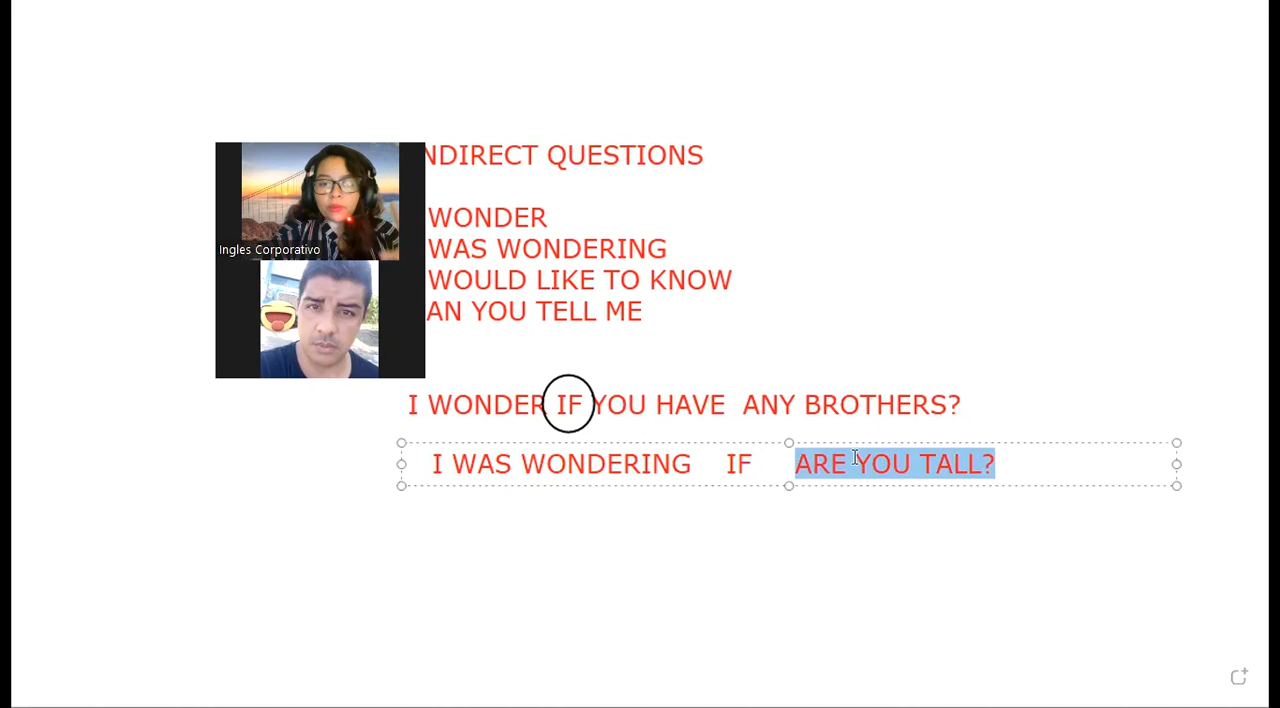 NDIRECT QUESTIONS
WONDER
WAS WONDERING
WOULD LIKE TO KNOW
AN YOU TELL ME
Ingles Corporativo
I WONDER IF YOU HAVE ANY BROTHERS?
I WAS WONDERING IF ARE YOU TALL?